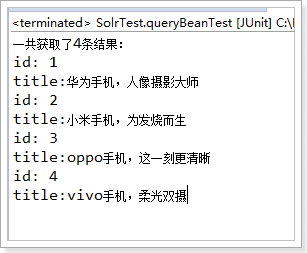 <terminated> SolrTest.queryBeanTest [JUnit] C:\
一共获取了4条结果:
id: 1
title:华为手机，人像摄影大师
id: 2
title:小米手机，为发烧而生
id: 3
title:oppo手机，这一刻更清晰
id: 4
title:vivo手机，柔光双摄